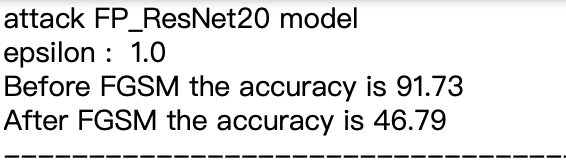 attack FP_ResNet20 model
epsilon :  1.0
Before FGSM the accuracy is 91.73
After FGSM the accuracy is 46.79
----------------------------------